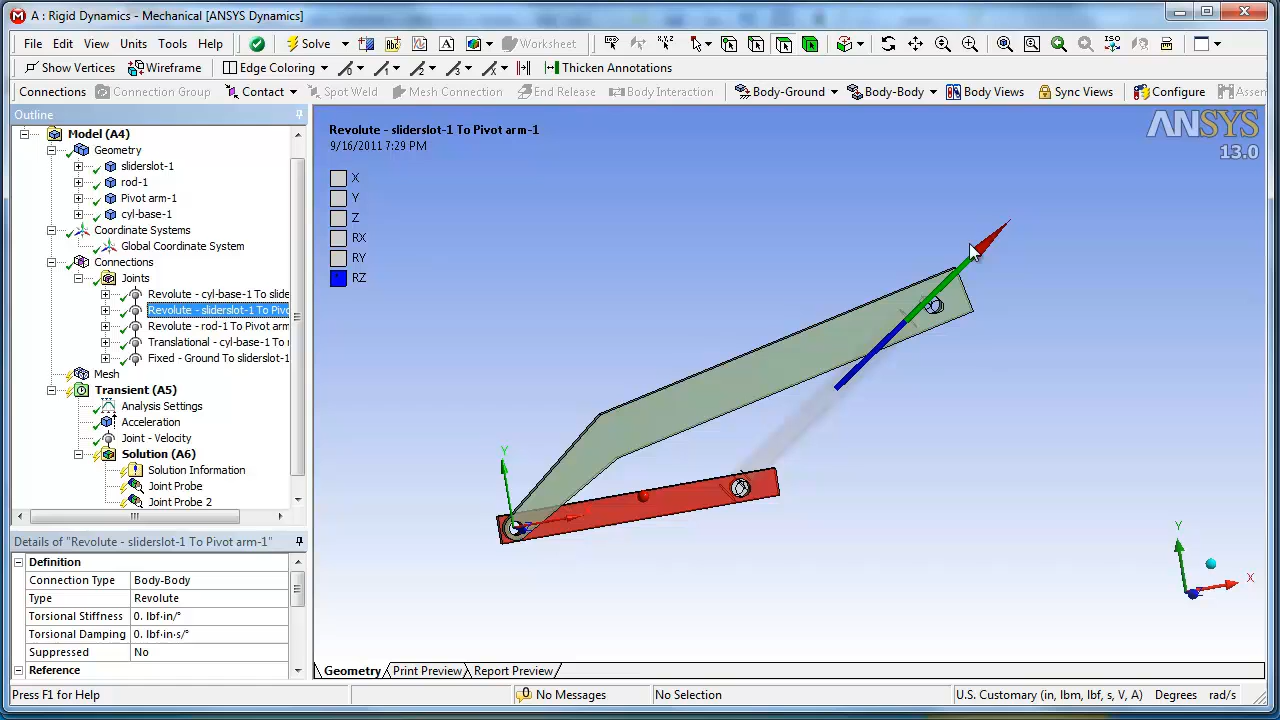 A : Rigid Dynamics - Mechanical [ANSYS Dynamics]
File Edit View Units Tools Help Solve Worksheet
Show Vertices Wireframe Edge Coloring Thicken Annotations
Connections Connection Group Contact Spot Weld Mesh Connection End Release Body Interaction Body-Ground Body-Body Body Views Sync Views Configure Assem
Outline
Model (A4)
Geometry
sliderslot-1
rod-1
Pivot arm-1
cyl-base-1
Coordinate Systems
Global Coordinate System
Connections
Joints
Revolute - cyl-base-1 To slide
Revolute - sliderslot-1 To Pivo
Revolute - rod-1 To Pivot arm
Translational - cyl-base-1 To
Fixed - Ground To sliderslot-1
Mesh
Transient (A5)
Analysis Settings
Acceleration
Joint - Velocity
Solution (A6)
Solution Information
Joint Probe
Joint Probe 2
Details of "Revolute - sliderslot-1 To Pivot arm-1"
Definition
Connection Type Body-Body
Type Revolute
Torsional Stiffness 0. lbf·in/°
Torsional Damping 0. lbf·in·s/°
Suppressed No
Reference
Revolute - sliderslot-1 To Pivot arm-1
9/16/2011 7:29 PM
X
Y
Z
RX
RY
RZ
ANSYS
13.0
Y
Y
X
Geometry Print Preview Report Preview
Press F1 for Help 0 No Messages No Selection U.S. Customary (in, lbm, lbf, s, V, A) Degrees rad/s